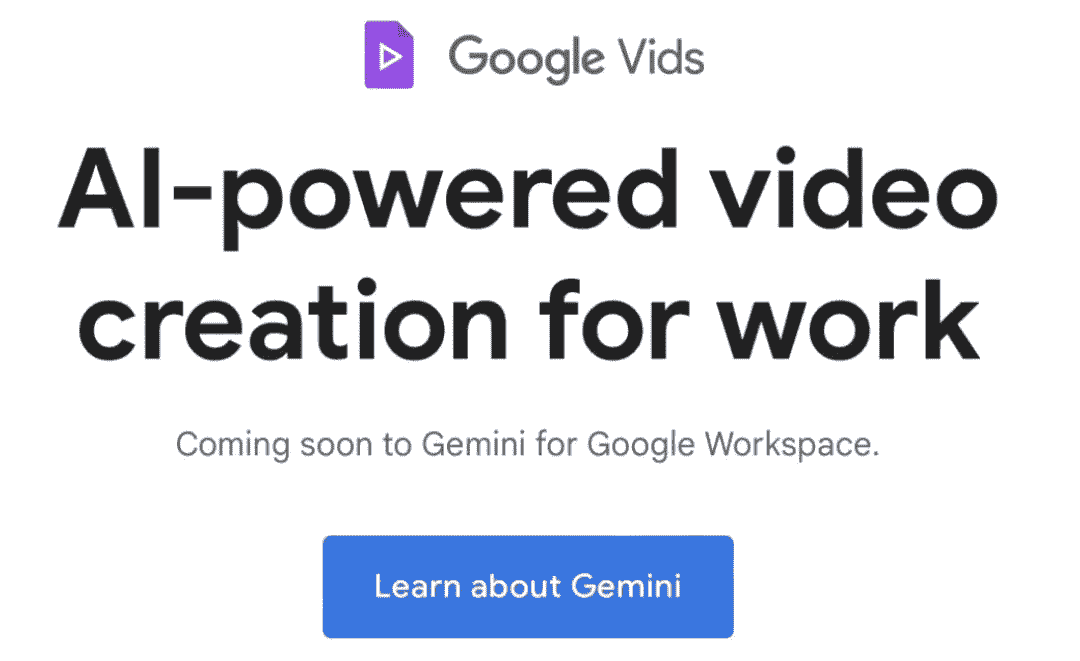 Google Vids
AI-powered video
creation for work
Coming soon to Gemini for Google Workspace.
Learn about Gemini